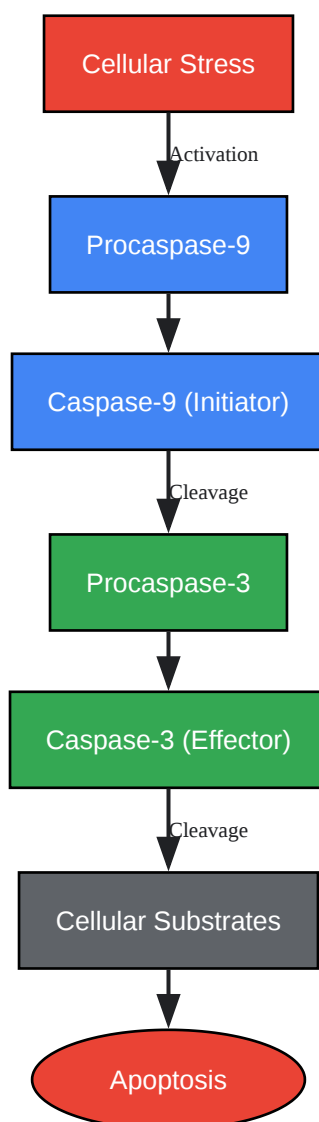 Cellular Stress
Activation
Procaspase-9
Caspase-9 (Initiator)
Cleavage
Procaspase-3
Caspase-3 (Effector)
Cleavage
Cellular Substrates
Apoptosis